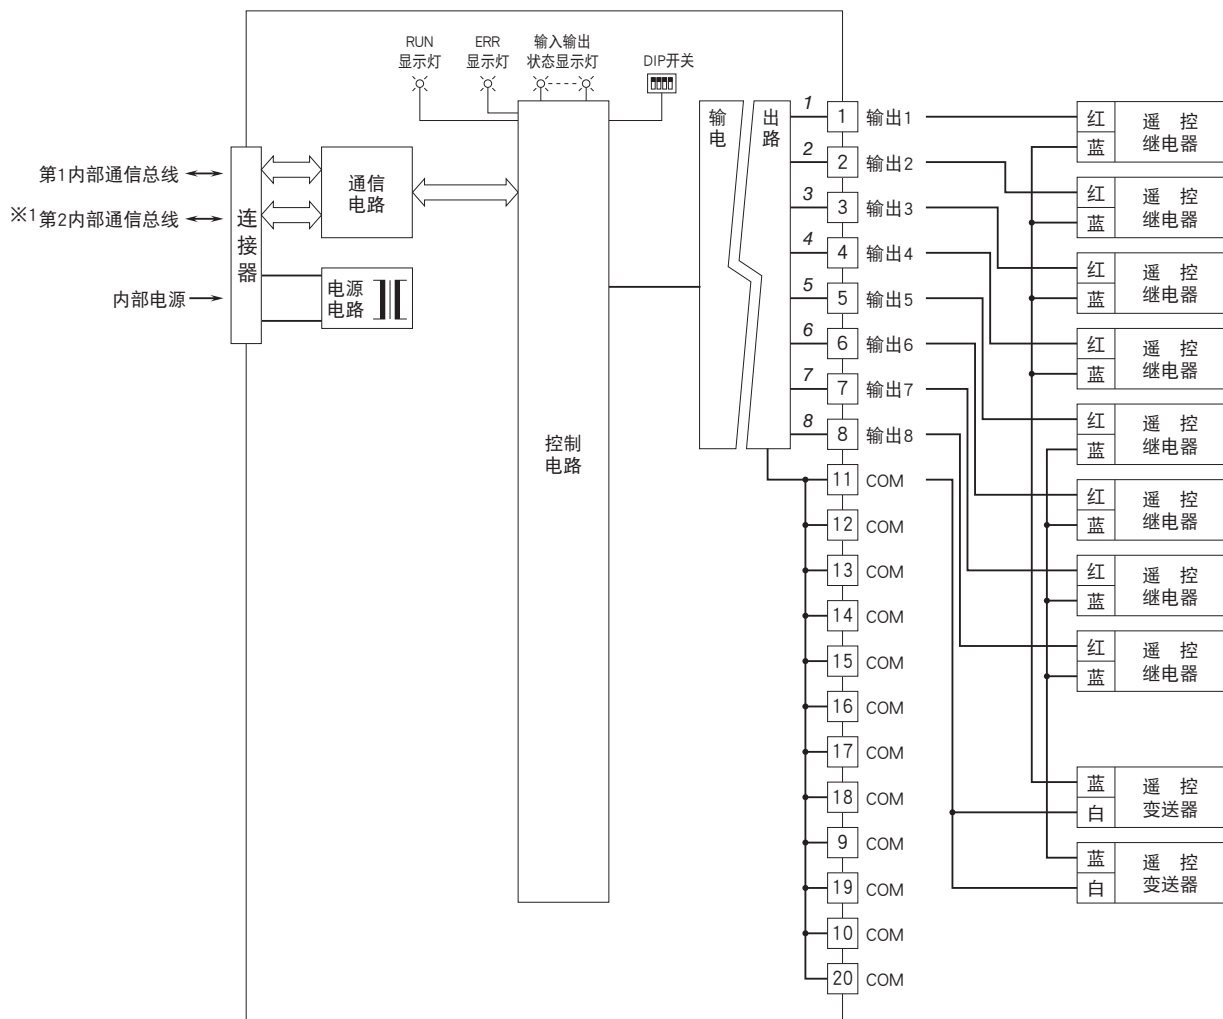 RUN
显示灯
ERR
显示灯
输入输出
状态显示灯
DIP开关
第1内部通信总线
※1第2内部通信总线
内部电源
连接器
通信
电路
电源
电路
控制
电路
输出
电路
1 1 输出1
2 2 输出2
3 3 输出3
4 4 输出4
5 5 输出5
6 6 输出6
7 7 输出7
8 8 输出8
11 COM
12 COM
13 COM
14 COM
15 COM
16 COM
17 COM
18 COM
9 COM
19 COM
10 COM
20 COM
红 遥 控
蓝 继电器
红 遥 控
蓝 继电器
红 遥 控
蓝 继电器
红 遥 控
蓝 继电器
红 遥 控
蓝 继电器
红 遥 控
蓝 继电器
红 遥 控
蓝 继电器
红 遥 控
蓝 继电器
蓝 遥 控
白 变送器
蓝 遥 控
白 变送器